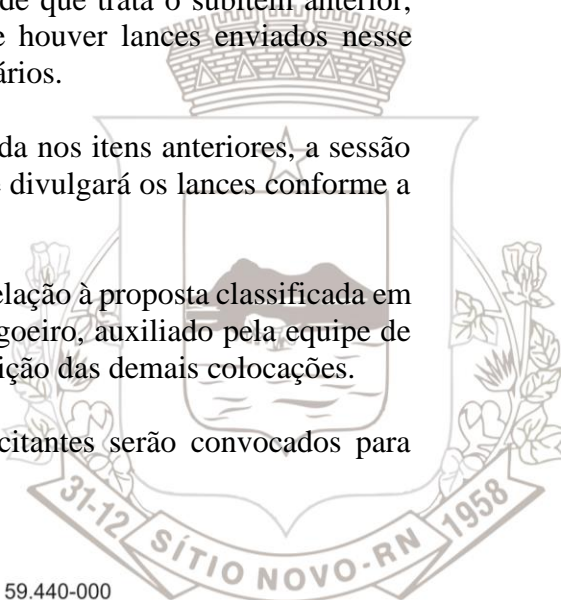 de que trata o subitem anterior,
e houver lances enviados nesse
ários.
da nos itens anteriores, a sessão
e divulgará os lances conforme a
elação à proposta classificada em
goeiro, auxiliado pela equipe de
ição das demais colocações.
citantes serão convocados para
31-12 SÍTIO NOVO-RN 1958
59.440-000